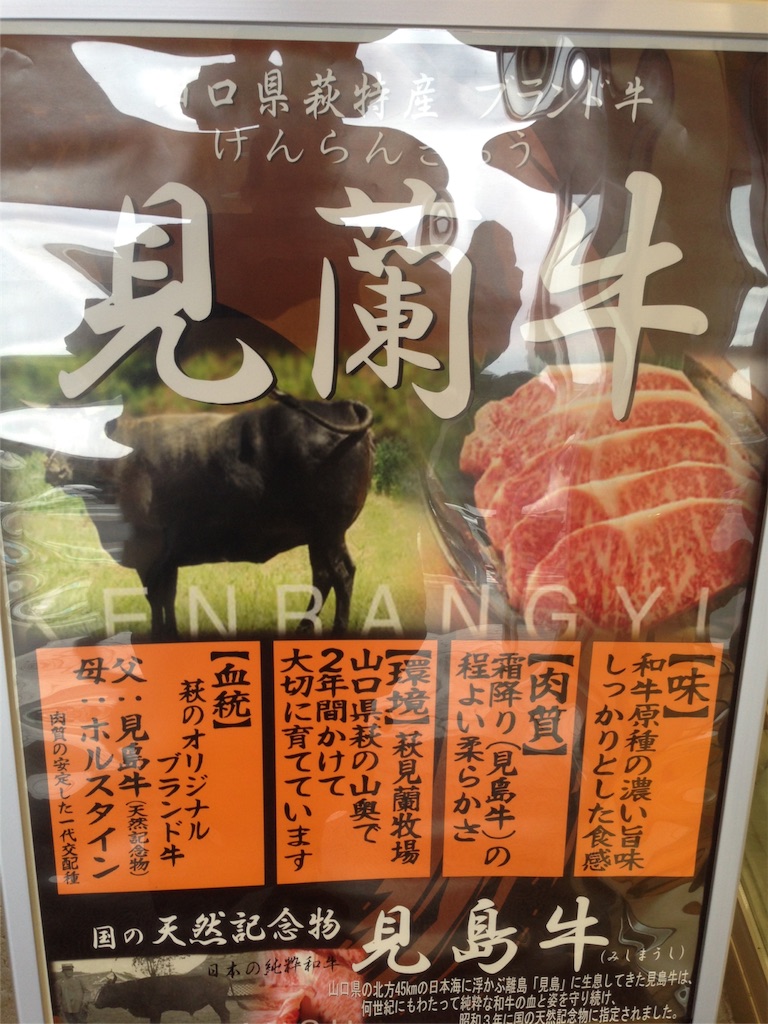 山口県萩特産 ブランド牛
げんらんぎゅう
見蘭牛
KENRANGYU
【味】
和牛原種の濃い旨味
しっかりとした食感
【肉質】
霜降り(見島牛)の
程よい柔らかさ
【環境】萩見蘭牧場
山口県萩の山奥で
2年間かけて
大切に育てています
【血統】
萩のオリジナル
ブランド牛
父:見島牛(天然記念物)
母:ホルスタイン
肉質の安定した一代交配種
国の天然記念物 見島牛(みしまうし)
日本の純粋和牛
山口県の北方45kmの日本海に浮かぶ離島「見島」に生息してきた見島牛は、
何世紀にもわたって純粋な和牛の血と姿を守り続け、
昭和3年に国の天然記念物に指定されました。